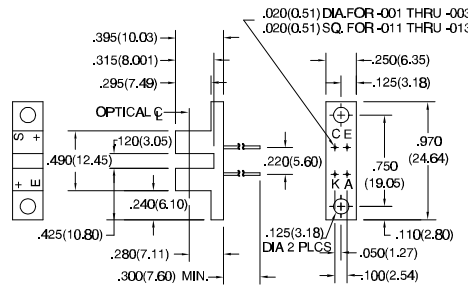 .020(0.51) DIA.FOR -001 THRU -003
.020(0.51) SQ. FOR -011 THRU -013
.395(10.03)
.315(8.001)
.295(7.49)
.250(6.35)
.125(3.18)
OPTICAL ℄
S +
.120(3.05)
.490(12.45)
C E
.970
(24.64)
.750
(19.05)
.220(5.60)
+ E
K A
.240(6.10)
.425(10.80)
.125(3.18)
DIA 2 PLCS
.110(2.80)
.280(7.11)
.050(1.27)
.300(7.60) MIN.
.100(2.54)